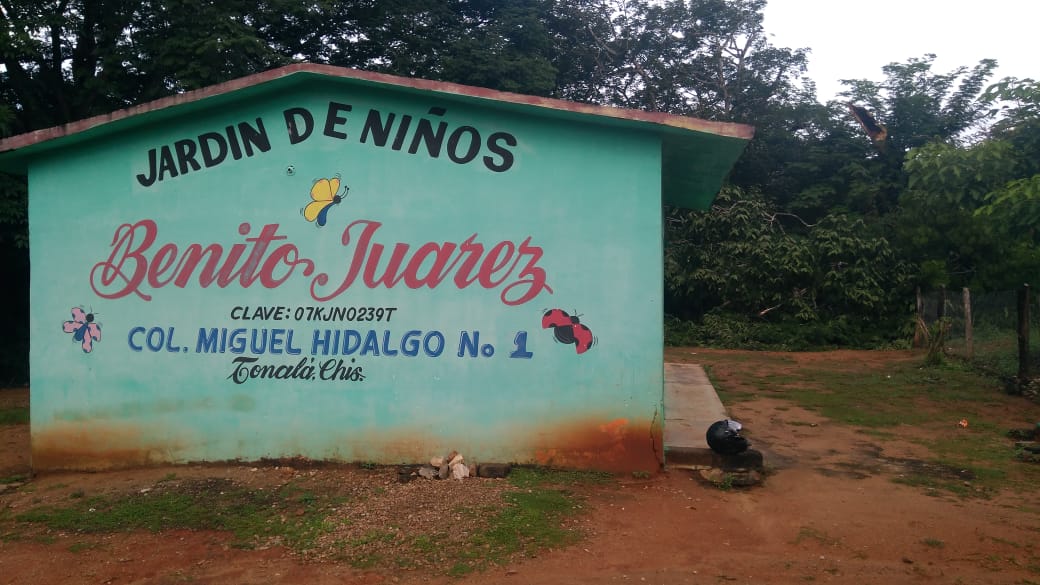 JARDIN DE NIÑOS
Benito Juarez
CLAVE: 07KJN0239T
COL. MIGUEL HIDALGO No 1
Tonalá, Chis.